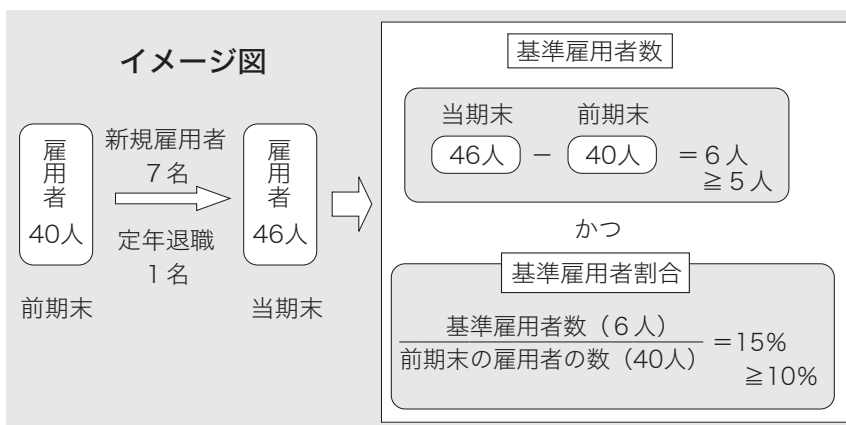 イメージ図
雇用者
40人
前期末
新規雇用者
7名
定年退職
1名
雇用者
46人
当期末
基準雇用者数
当期末 前期末
46人 − 40人 =6人
≧5人
かつ
基準雇用者割合
基準雇用者数(6人)
前期末の雇用者の数(40人)
=15%
≧10%